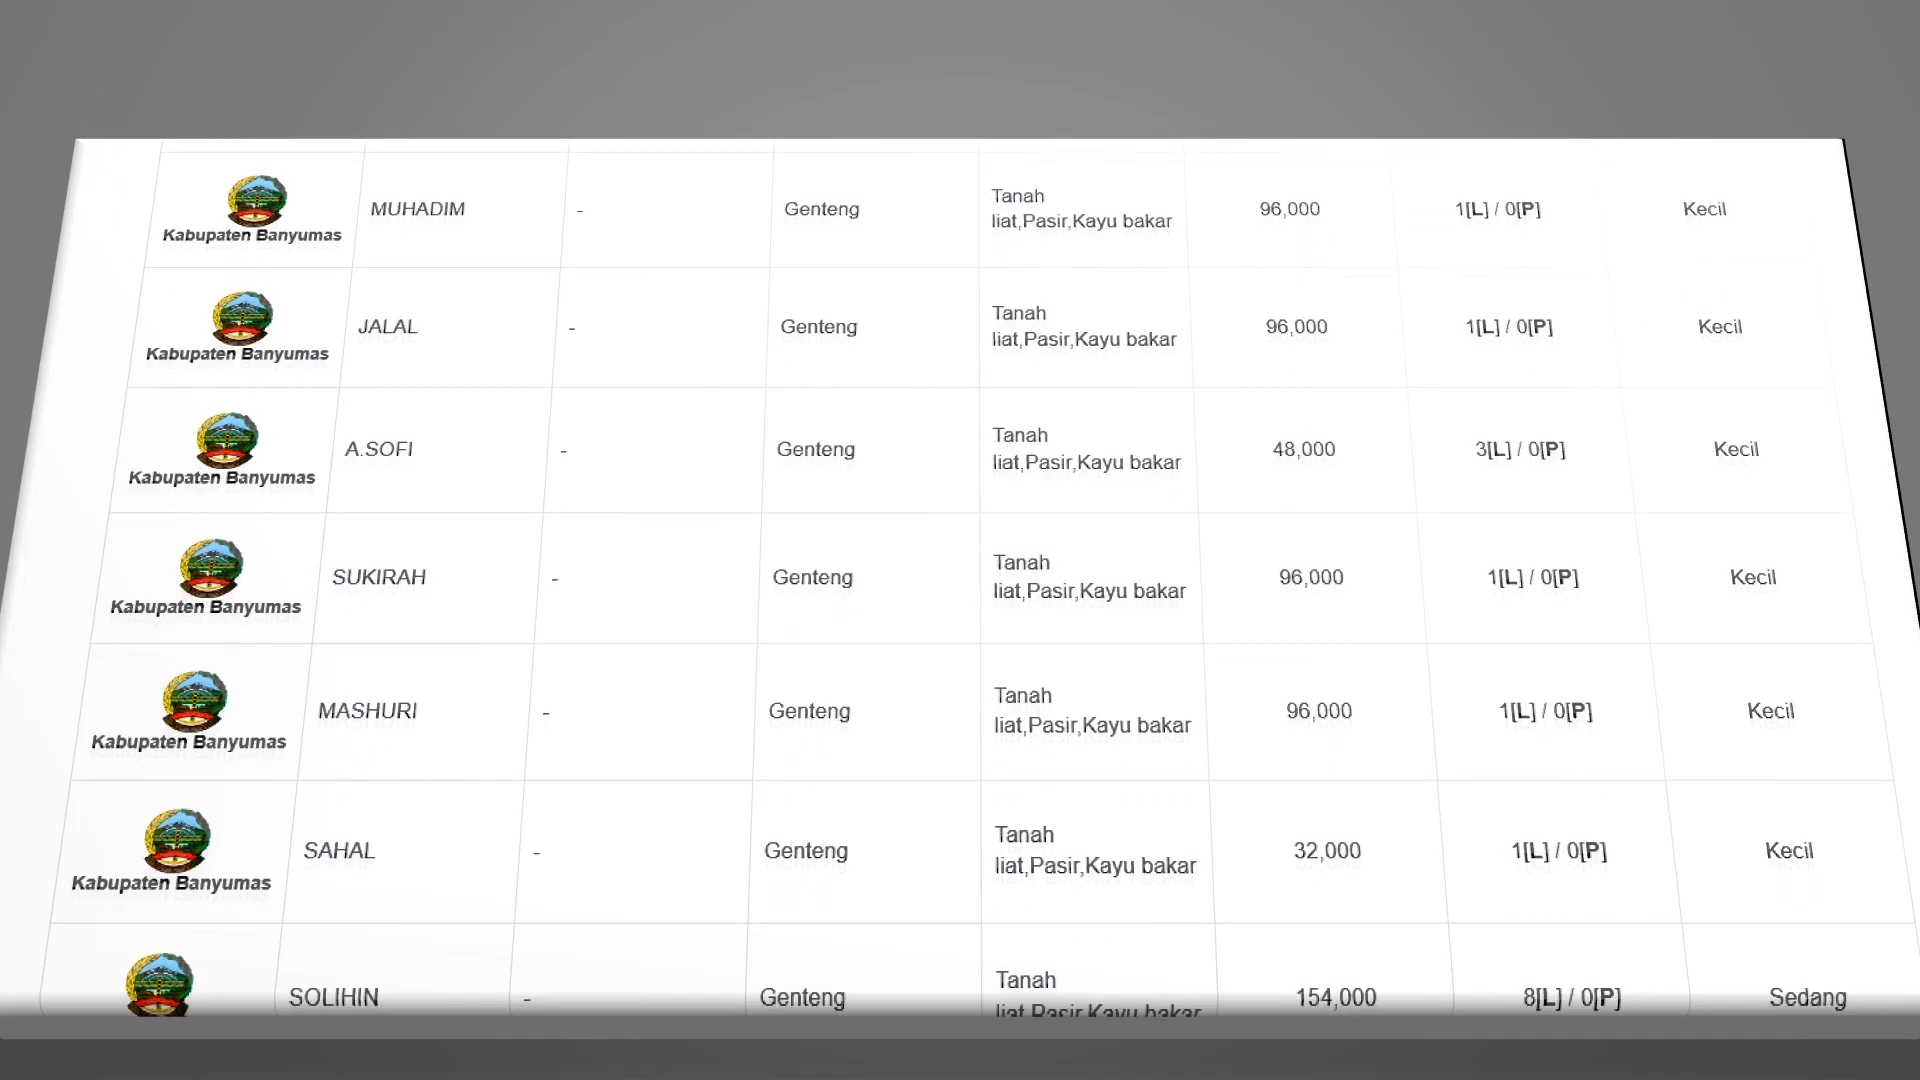 MUHADIM - Genteng Tanah 96,000 1[L] / 0[P] Kecil
liat,Pasir,Kayu bakar
Kabupaten Banyumas
JALAL - Genteng Tanah 96,000 1[L] / 0[P] Kecil
liat,Pasir,Kayu bakar
Kabupaten Banyumas
A.SOFI - Genteng Tanah 48,000 3[L] / 0[P] Kecil
liat,Pasir,Kayu bakar
Kabupaten Banyumas
SUKIRAH - Genteng Tanah 96,000 1[L] / 0[P] Kecil
liat,Pasir,Kayu bakar
Kabupaten Banyumas
MASHURI - Genteng Tanah 96,000 1[L] / 0[P] Kecil
liat,Pasir,Kayu bakar
Kabupaten Banyumas
SAHAL - Genteng Tanah 32,000 1[L] / 0[P] Kecil
liat,Pasir,Kayu bakar
Kabupaten Banyumas
SOLIHIN - Genteng Tanah 154,000 8[L] / 0[P] Sedang
liat,Pasir,Kayu bakar